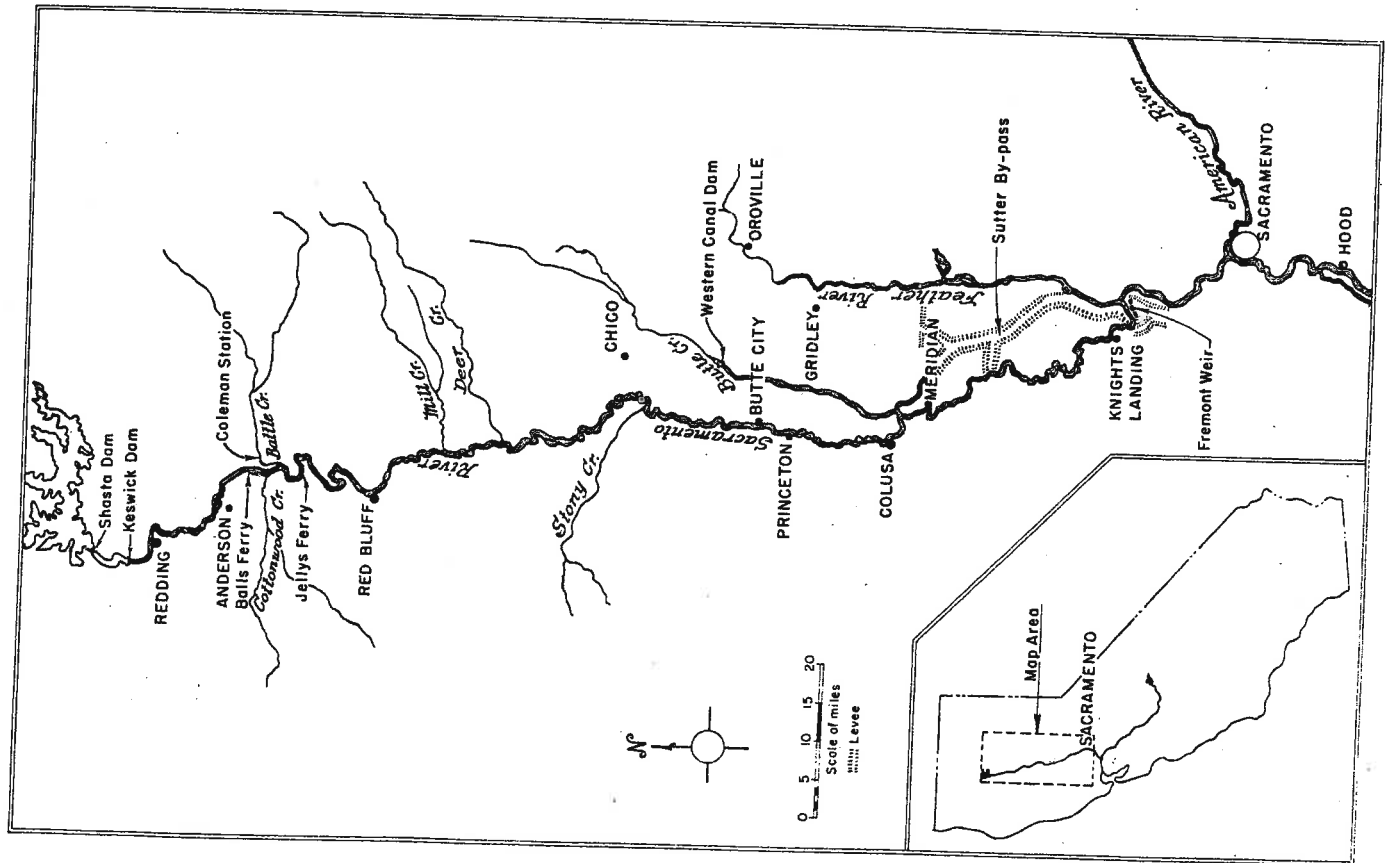 Shasta Dam
Keswick Dam
REDDING
Coleman Station
ANDERSON
Balls Ferry
Battle Cr.
Cottonwood Cr.
Jellys Ferry
RED BLUFF
River
Mill Cr.
Deer Cr.
Stony Cr.
CHICO
Butte Cr.
Sacramento
Western Canal Dam
OROVILLE
BUTTE CITY
PRINCETON
GRIDLEY
COLUSA
MERIDIAN
Feather River
Sutter By-pass
KNIGHTS
LANDING
Fremont Weir
American River
SACRAMENTO
HOOD
N
0 5 10 15 20
Scale of miles
Levee
Map Area
SACRAMENTO